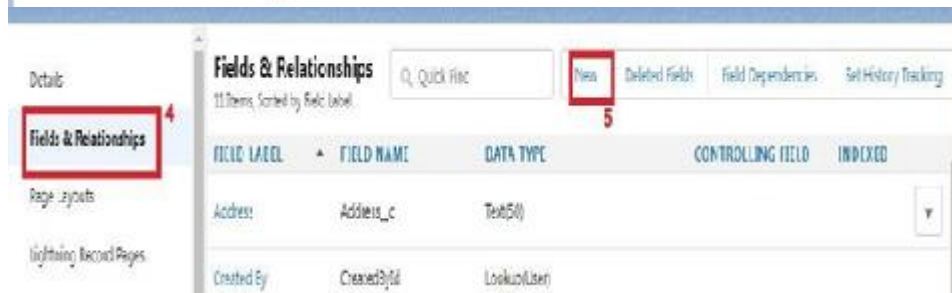 Details
Fields & Relationships
4
Page Layouts
Lightning Record Pages
Fields & Relationships
11 Items, Sorted by Field Label
Quick Find
New
Deleted Fields
Field Dependencies
Set History Tracking
5
FIELD LABEL FIELD NAME DATA TYPE CONTROLLING FIELD INDEXED
Address Address__c Text(50)
Created By CreatedById Lookup(User)